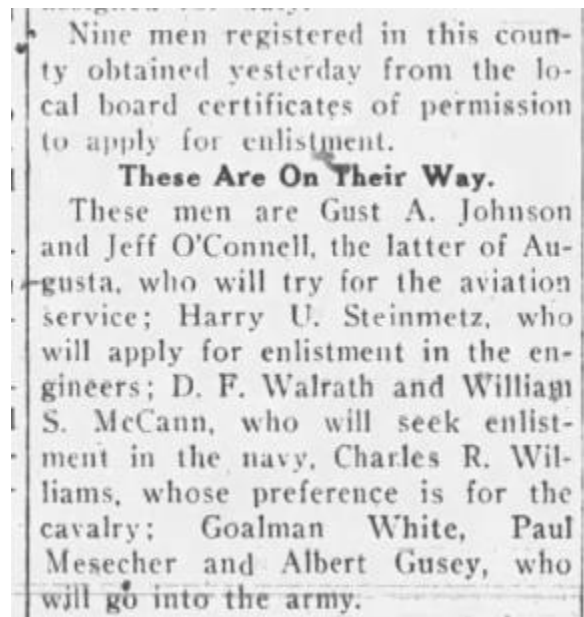 Nine men registered in this coun-
ty obtained yesterday from the lo-
cal board certificates of permission
to apply for enlistment.
These Are On Their Way.
These men are Gust A. Johnson
and Jeff O'Connell, the latter of Au-
gusta, who will try for the aviation
service; Harry U. Steinmetz, who
will apply for enlistment in the en-
gineers; D. F. Walrath and William
S. McCann, who will seek enlist-
ment in the navy, Charles R. Wil-
liams, whose preference is for the
cavalry; Goalman White, Paul
Mesecher and Albert Gusey, who
will go into the army.